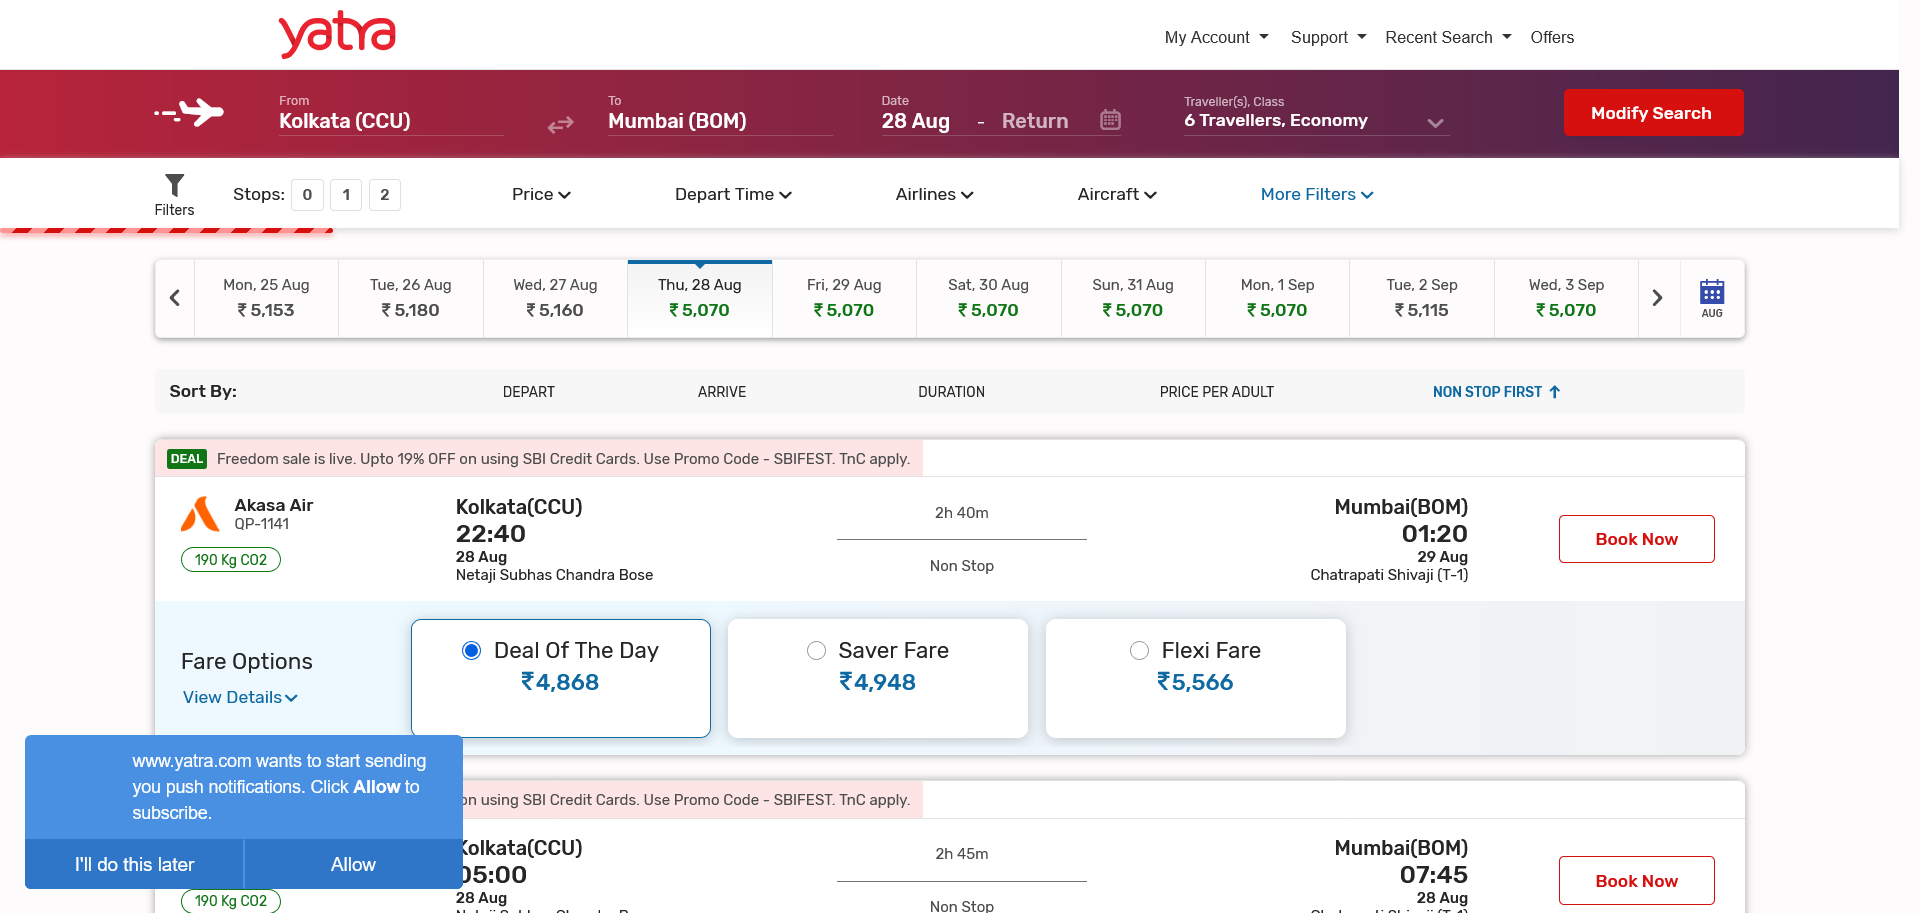 yatra
My Account
Support
Recent Search
Offers
From
Kolkata (CCU)
To
Mumbai (BOM)
Date
28 Aug - Return
Traveller(s), Class
6 Travellers, Economy
Modify Search
Filters
Stops: 0 1 2
Price
Depart Time
Airlines
Aircraft
More Filters
Mon, 25 Aug
₹ 5,153
Tue, 26 Aug
₹ 5,180
Wed, 27 Aug
₹ 5,160
Thu, 28 Aug
₹ 5,070
Fri, 29 Aug
₹ 5,070
Sat, 30 Aug
₹ 5,070
Sun, 31 Aug
₹ 5,070
Mon, 1 Sep
₹ 5,070
Tue, 2 Sep
₹ 5,115
Wed, 3 Sep
₹ 5,070
AUG
Sort By:
DEPART
ARRIVE
DURATION
PRICE PER ADULT
NON STOP FIRST
DEAL Freedom sale is live. Upto 19% OFF on using SBI Credit Cards. Use Promo Code - SBIFEST. TnC apply.
Akasa Air
QP-1141
190 Kg CO2
Kolkata(CCU)
22:40
28 Aug
Netaji Subhas Chandra Bose
2h 40m
Non Stop
Mumbai(BOM)
01:20
29 Aug
Chatrapati Shivaji (T-1)
Book Now
Fare Options
View Details
Deal Of The Day
₹4,868
Saver Fare
₹4,948
Flexi Fare
₹5,566
www.yatra.com wants to start sending
you push notifications. Click Allow to
subscribe.
I'll do this later
Allow
on using SBI Credit Cards. Use Promo Code - SBIFEST. TnC apply.
190 Kg CO2
Kolkata(CCU)
05:00
28 Aug
2h 45m
Non Stop
Mumbai(BOM)
07:45
28 Aug
Book Now